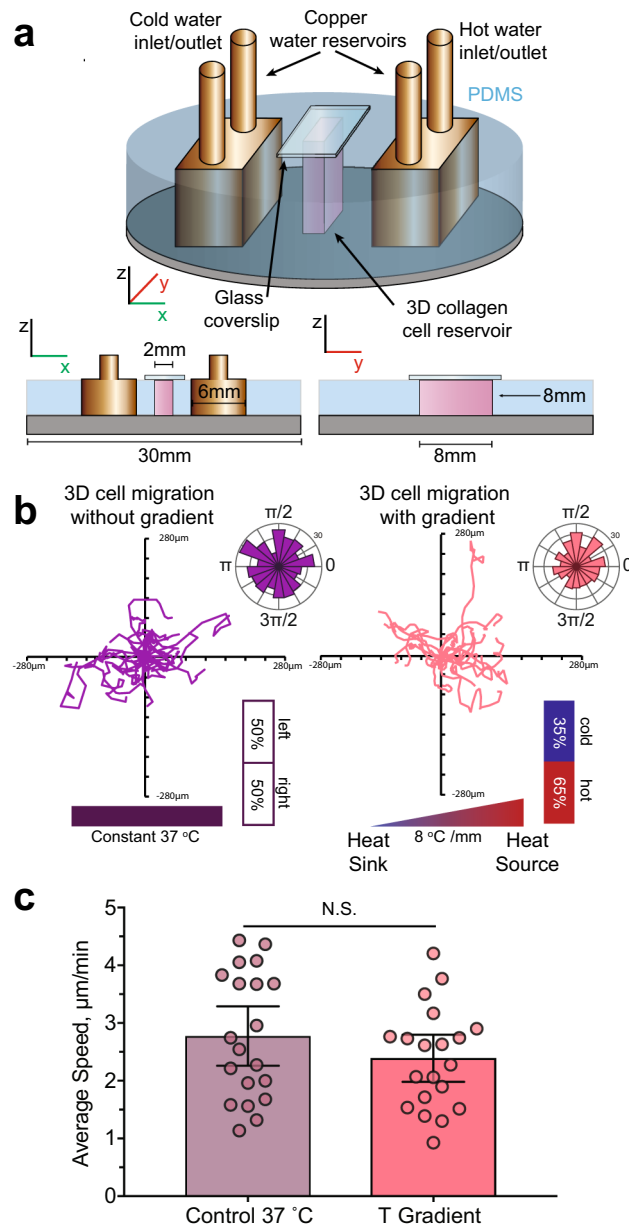 a
Cold water
inlet/outlet
Copper
water reservoirs
Hot water
inlet/outlet
PDMS
z
y
x
Glass
coverslip
3D collagen
cell reservoir
z
x
2mm
6mm
30mm
z
y
8mm
8mm
b
3D cell migration
without gradient
280µm
-280µm
280µm
-280µm
π/2
30
π
0
3π/2
50%
left
50%
right
Constant 37 °C
3D cell migration
with gradient
280µm
-280µm
280µm
-280µm
π/2
30
π
0
3π/2
35%
cold
65%
hot
Heat
Sink
8 °C /mm
Heat
Source
c
N.S.
Average Speed, µm/min
5
4
3
2
1
0
Control 37 °C
T Gradient